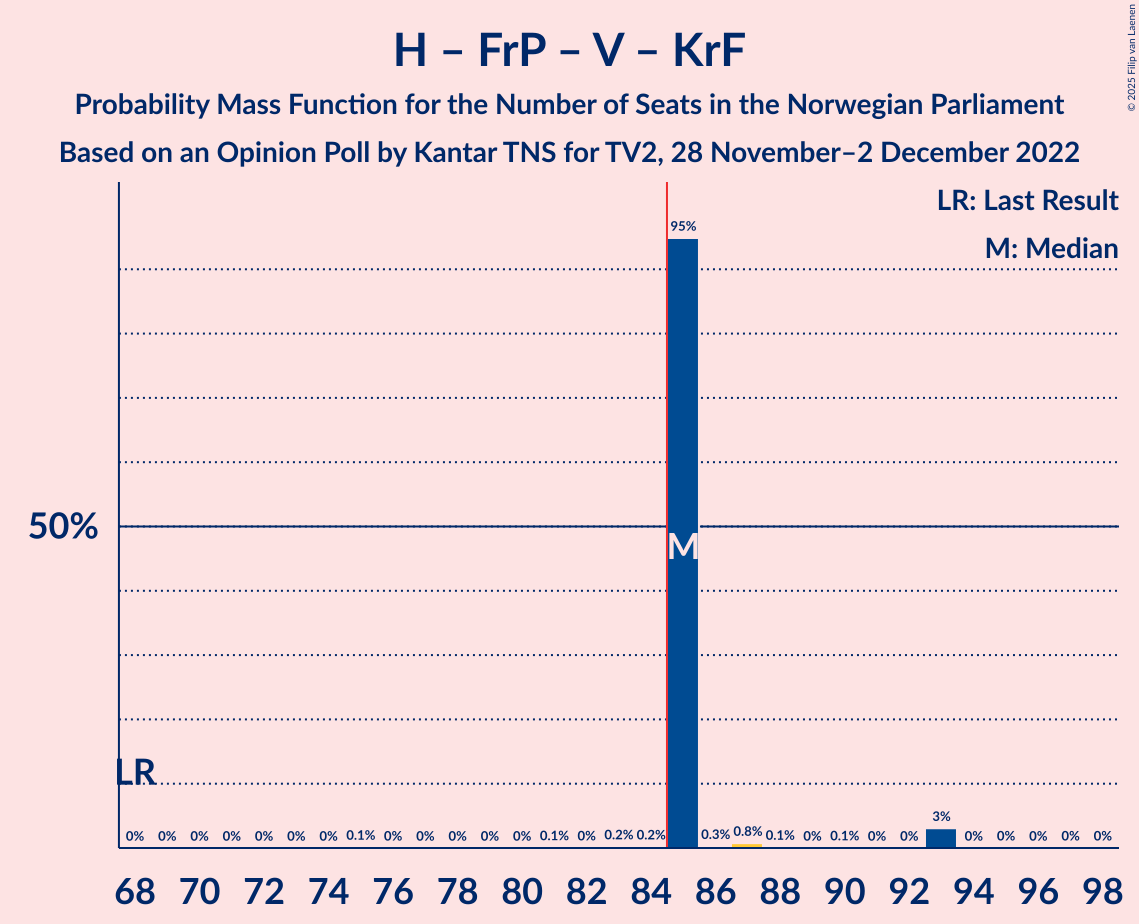 H – FrP – V – KrF
Probability Mass Function for the Number of Seats in the Norwegian Parliament
Based on an Opinion Poll by Kantar TNS for TV2, 28 November–2 December 2022
© 2025 Filip van Laenen
LR: Last Result
M: Median
95%
50%
M
LR
3%
0% 0% 0% 0% 0% 0% 0% 0.1% 0% 0% 0% 0% 0% 0.1% 0% 0.2% 0.2% 0.3% 0.8% 0.1% 0% 0.1% 0% 0% 0% 0% 0% 0% 0%
68 70 72 74 76 78 80 82 84 86 88 90 92 94 96 98